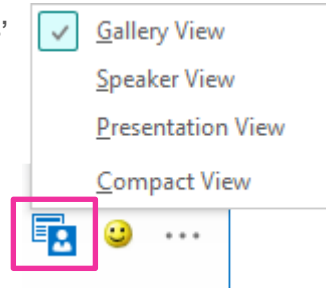 ’
Gallery View
Speaker View
Presentation View
Compact View